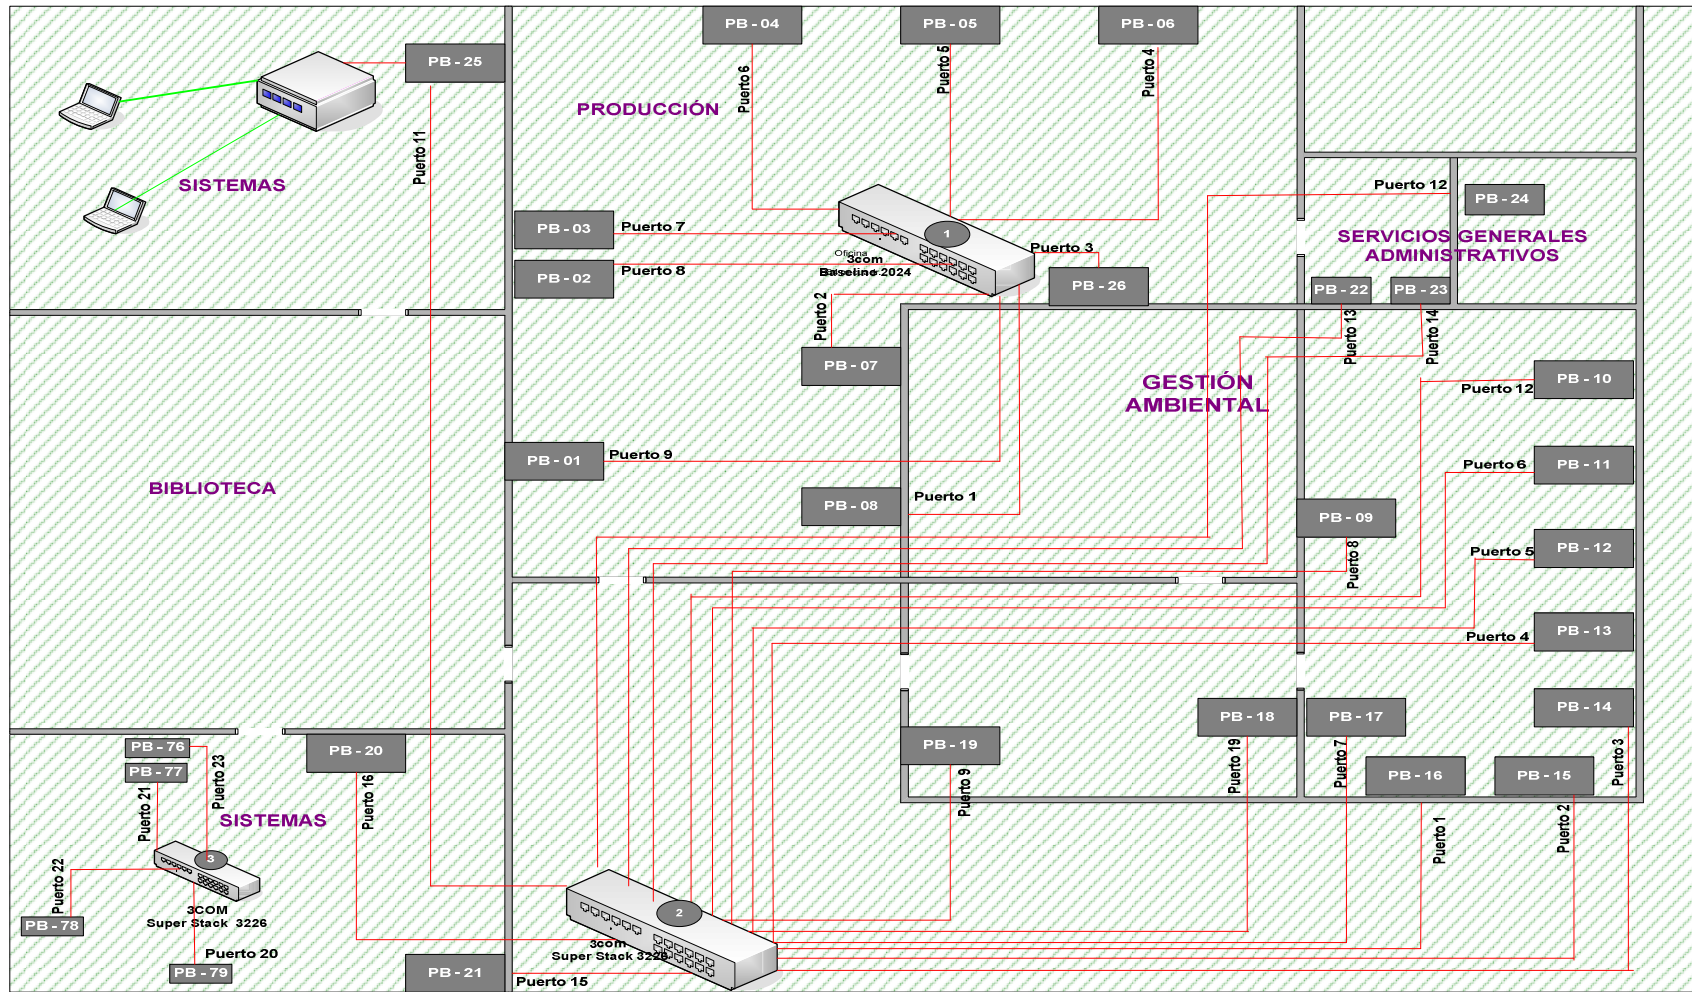 PB - 04
PB - 05
PB - 06
PB - 25
Puerto 6
Puerto 5
Puerto 4
PRODUCCIÓN
Puerto 11
SISTEMAS
Puerto 12
PB - 24
PB - 03
Puerto 7
1
Puerto 3
SERVICIOS GENERALES
ADMINISTRATIVOS
Oficina
3com
Baseline 2024
PB - 02
Puerto 8
PB - 26
PB - 22
PB - 23
Puerto 2
Puerto 13
Puerto 14
PB - 07
GESTIÓN
AMBIENTAL
PB - 10
Puerto 12
PB - 01
Puerto 9
PB - 11
Puerto 6
BIBLIOTECA
PB - 08
Puerto 1
PB - 09
Puerto 8
PB - 12
Puerto 5
PB - 13
Puerto 4
PB - 14
PB - 18
PB - 17
PB - 19
PB - 76
PB - 77
PB - 20
Puerto 23
Puerto 21
Puerto 16
Puerto 9
Puerto 19
Puerto 7
PB - 16
PB - 15
Puerto 3
Puerto 1
Puerto 2
SISTEMAS
3
Puerto 22
3COM
Super Stack 3226
PB - 78
2
3com
Super Stack 3226
Puerto 20
PB - 79
PB - 21
Puerto 15